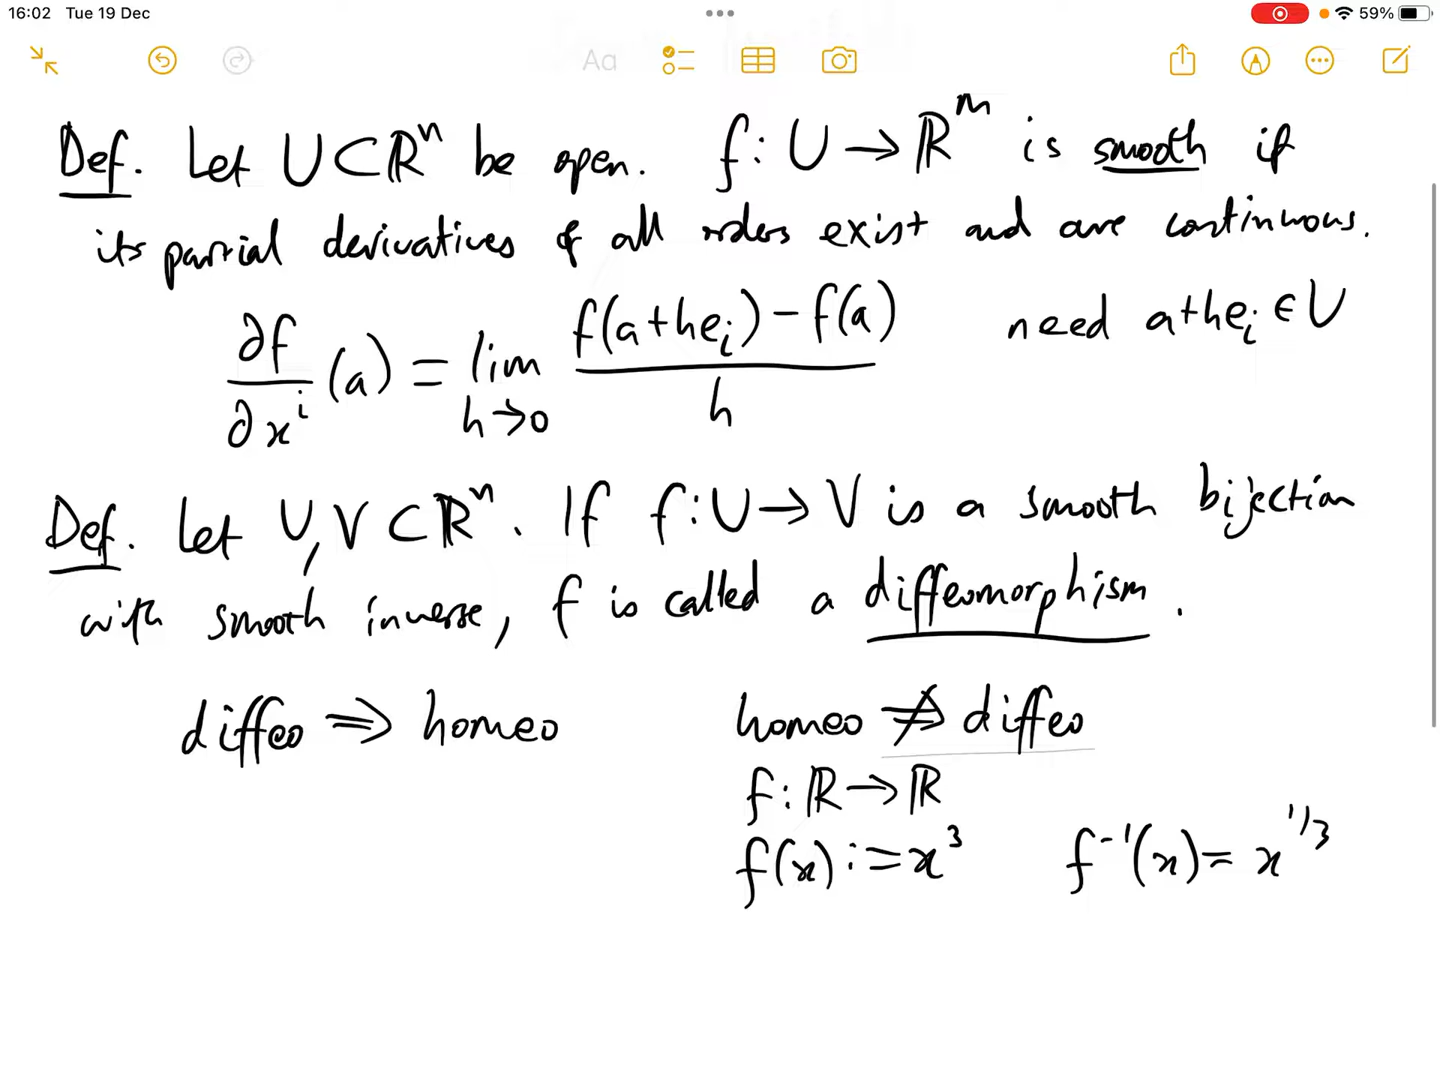 16:02 Tue 19 Dec
59%
Aa
Def. Let U⊂ℝⁿ be open. f: U→ℝᵐ is smooth if
its partial derivatives of all orders exist and are continuous.
∂f/∂xⁱ (a) = lim h→0 (f(a+heᵢ) − f(a))/h need a+heᵢ ∈ U
Def. Let U, V ⊂ ℝⁿ. If f: U→V is a smooth bijection
with smooth inverse, f is called a diffeomorphism.
diffeo ⇒ homeo homeo ⇏ diffeo
f: ℝ→ℝ
f(x) := x³ f⁻¹(x) = x^{1/3}